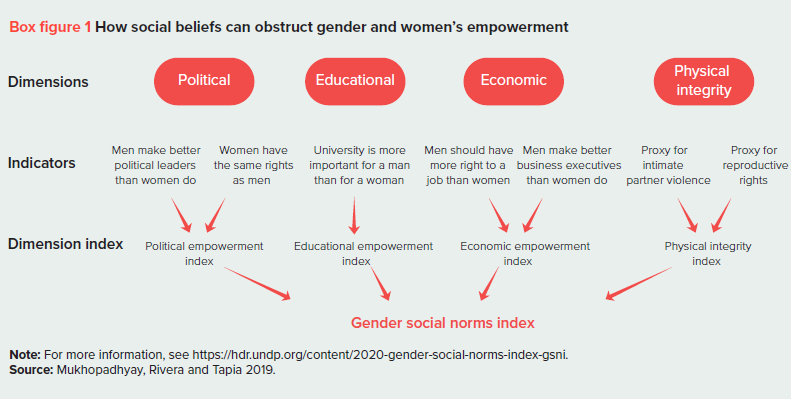 Box figure 1 How social beliefs can obstruct gender and women’s empowerment
Dimensions
Political
Educational
Economic
Physical
integrity
Indicators
Men make better
political leaders
than women do
Women have
the same rights
as men
University is more
important for a man
than for a woman
Men should have
more right to a
job than women
Men make better
business executives
than women do
Proxy for
intimate
partner violence
Proxy for
reproductive
rights
Dimension index
Political empowerment
index
Educational empowerment
index
Economic empowerment
index
Physical integrity
index
Gender social norms index
Note: For more information, see https://hdr.undp.org/content/2020-gender-social-norms-index-gsni.
Source: Mukhopadhyay, Rivera and Tapia 2019.